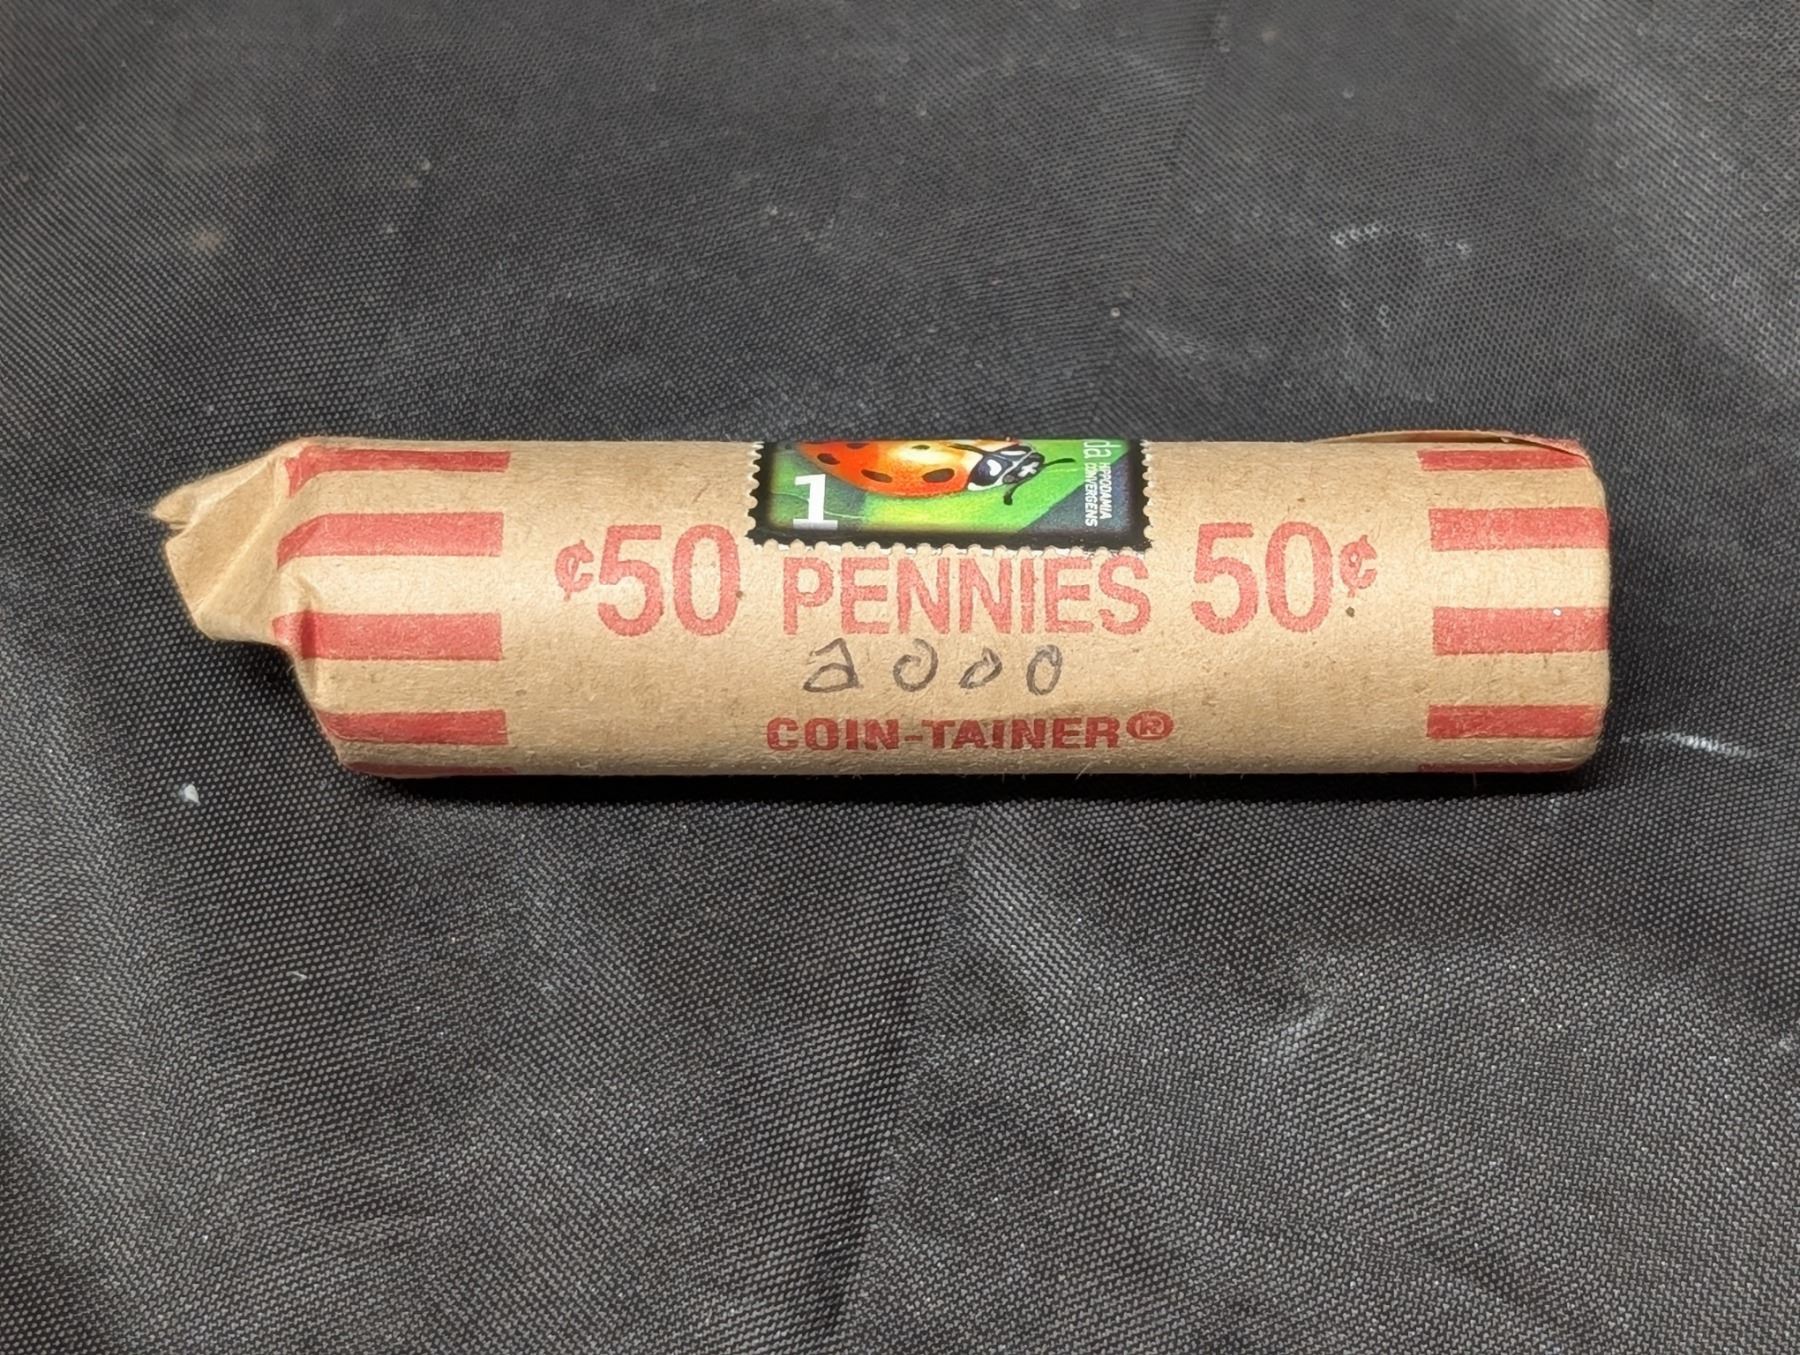 da
HIPPODAMIA
CONVERGENS
1
¢50 PENNIES 50¢
2000
COIN-TAINER®